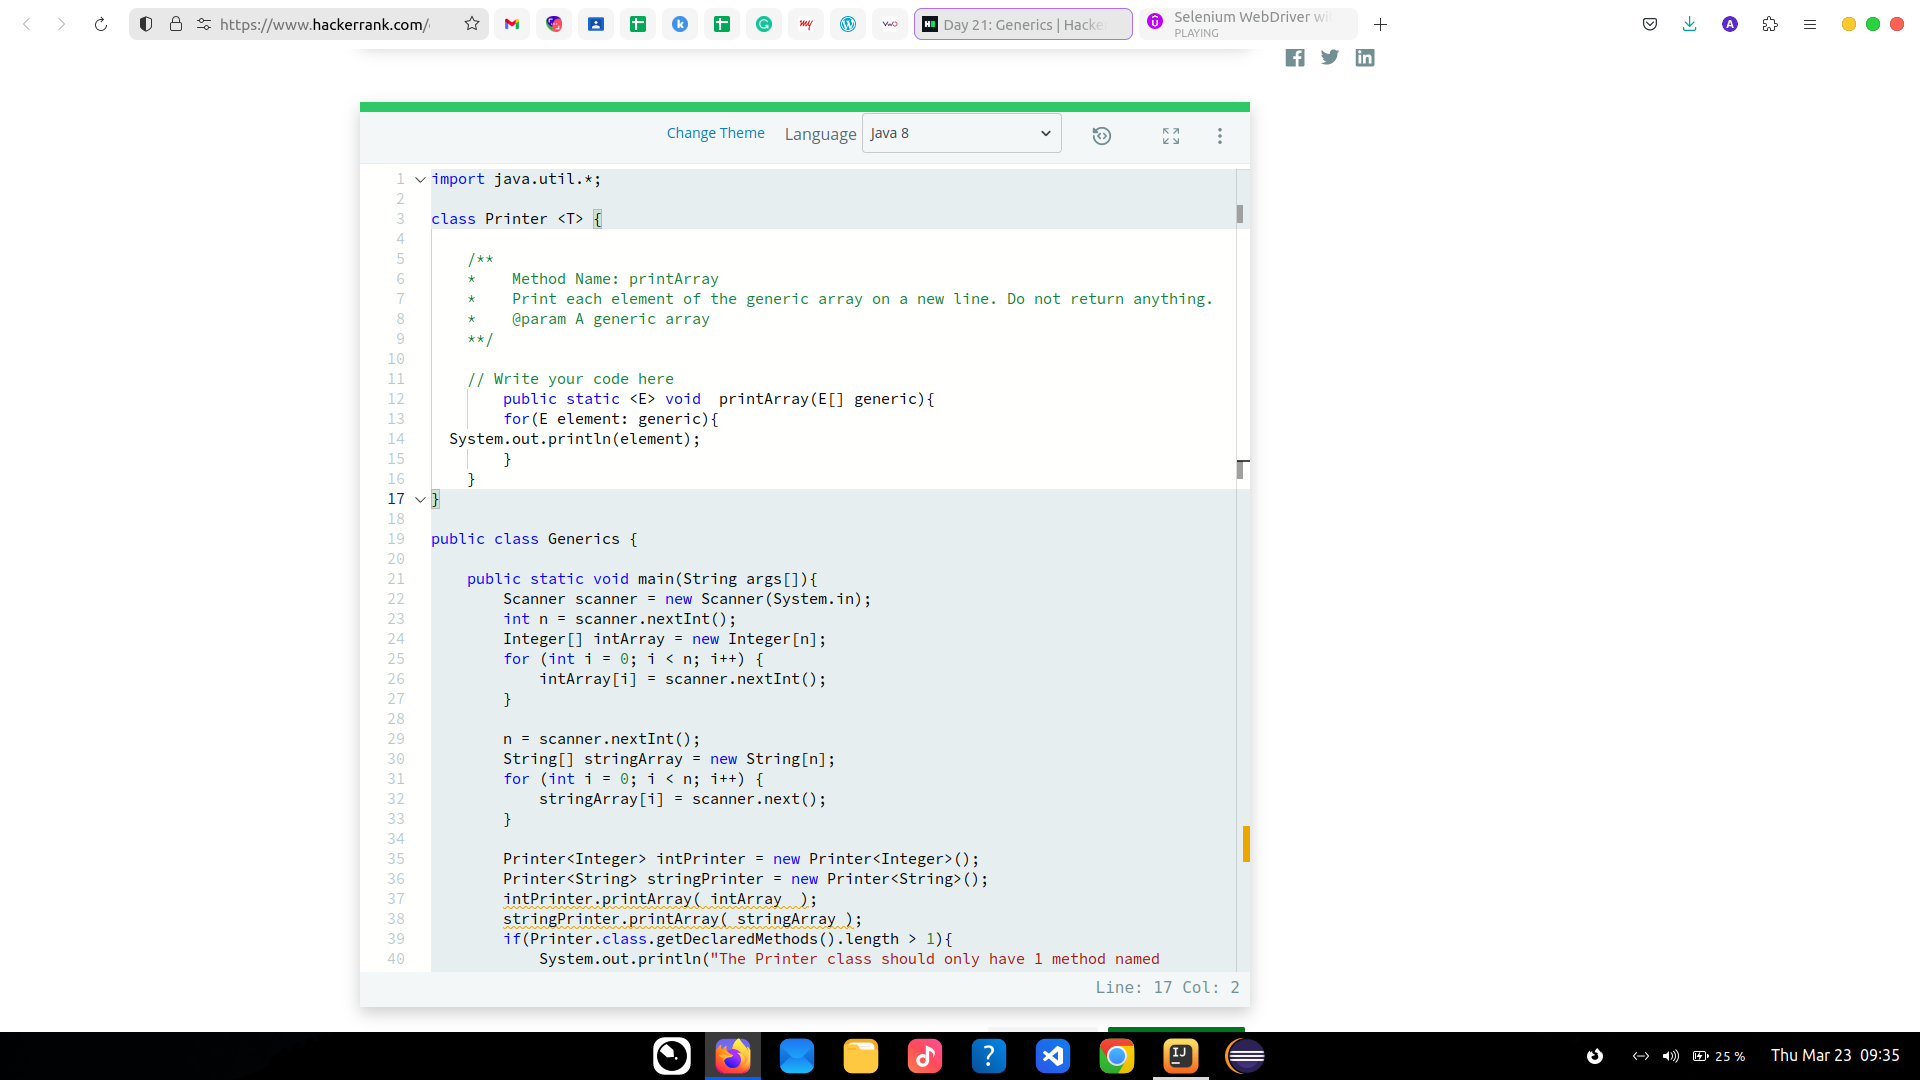 https://www.hackerrank.com/
Day 21: Generics | Hacke
Selenium WebDriver wi
PLAYING
Change Theme
Language
Java 8
1 import java.util.*;
2
3 class Printer <T> {
4
5 /**
6 *    Method Name: printArray
7 *    Print each element of the generic array on a new line. Do not return anything.
8 *    @param A generic array
9 **/
10
11 // Write your code here
12 public static <E> void  printArray(E[] generic){
13 for(E element: generic){
14 System.out.println(element);
15 }
16 }
17 }
18
19 public class Generics {
20
21 public static void main(String args[]){
22 Scanner scanner = new Scanner(System.in);
23 int n = scanner.nextInt();
24 Integer[] intArray = new Integer[n];
25 for (int i = 0; i < n; i++) {
26 intArray[i] = scanner.nextInt();
27 }
28
29 n = scanner.nextInt();
30 String[] stringArray = new String[n];
31 for (int i = 0; i < n; i++) {
32 stringArray[i] = scanner.next();
33 }
34
35 Printer<Integer> intPrinter = new Printer<Integer>();
36 Printer<String> stringPrinter = new Printer<String>();
37 intPrinter.printArray( intArray  );
38 stringPrinter.printArray( stringArray );
39 if(Printer.class.getDeclaredMethods().length > 1){
40 System.out.println("The Printer class should only have 1 method named
Line: 17 Col: 2
25 %
Thu Mar 23  09:35